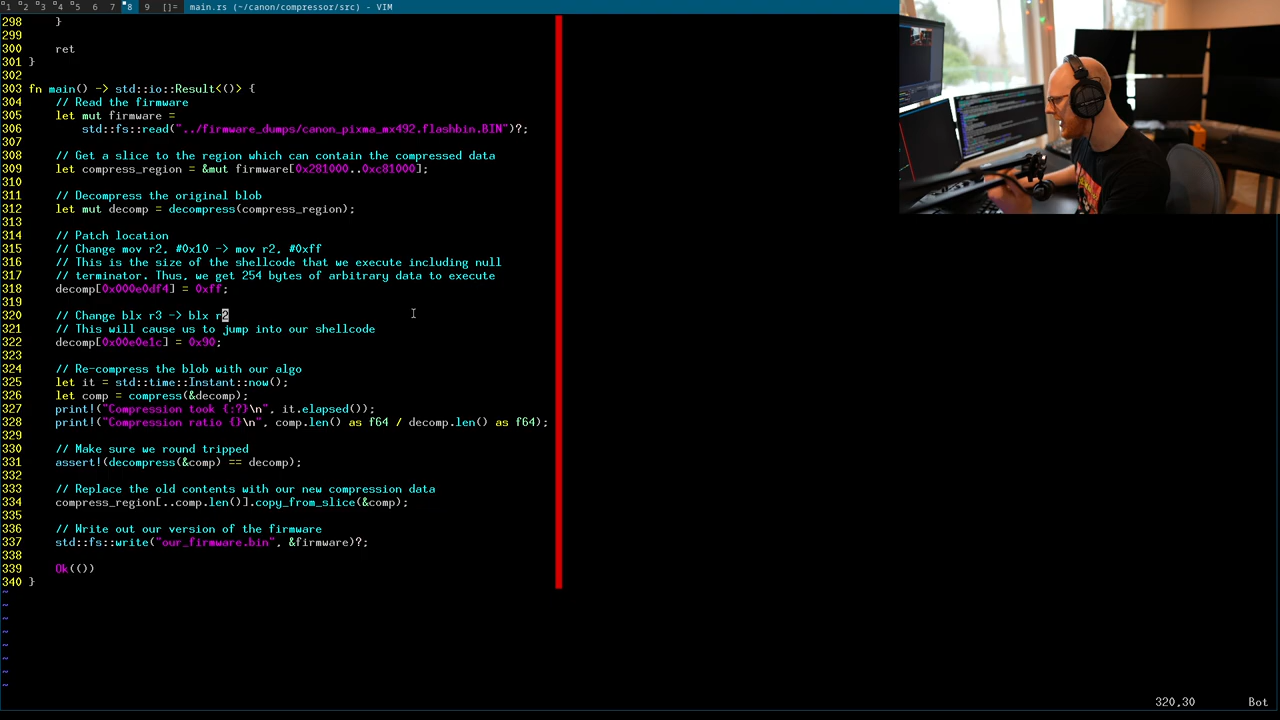 1 2 3 4 5 6 7 8 9 []= main.rs (~/canon/compressor/src) - VIM
298     }
299
300     ret
301 }
302
303 fn main() -> std::io::Result<()> {
304     // Read the firmware
305     let mut firmware =
306         std::fs::read("../firmware_dumps/canon_pixma_mx492.flashbin.BIN")?;
307
308     // Get a slice to the region which can contain the compressed data
309     let compress_region = &mut firmware[0x281000..0xc81000];
310
311     // Decompress the original blob
312     let mut decomp = decompress(compress_region);
313
314     // Patch location
315     // Change mov r2, #0x10 -> mov r2, #0xff
316     // This is the size of the shellcode that we execute including null
317     // terminator. Thus, we get 254 bytes of arbitrary data to execute
318     decomp[0x000e0df4] = 0xff;
319
320     // Change blx r3 -> blx r2
321     // This will cause us to jump into our shellcode
322     decomp[0x00e0e1c] = 0x90;
323
324     // Re-compress the blob with our algo
325     let it = std::time::Instant::now();
326     let comp = compress(&decomp);
327     print!("Compression took {:?}\n", it.elapsed());
328     print!("Compression ratio {}\n", comp.len() as f64 / decomp.len() as f64);
329
330     // Make sure we round tripped
331     assert!(decompress(&comp) == decomp);
332
333     // Replace the old contents with our new compression data
334     compress_region[..comp.len()].copy_from_slice(&comp);
335
336     // Write out our version of the firmware
337     std::fs::write("our_firmware.bin", &firmware)?;
338
339     Ok(())
340 }
~
~
~
~
~
~
~
~
320,30 Bot